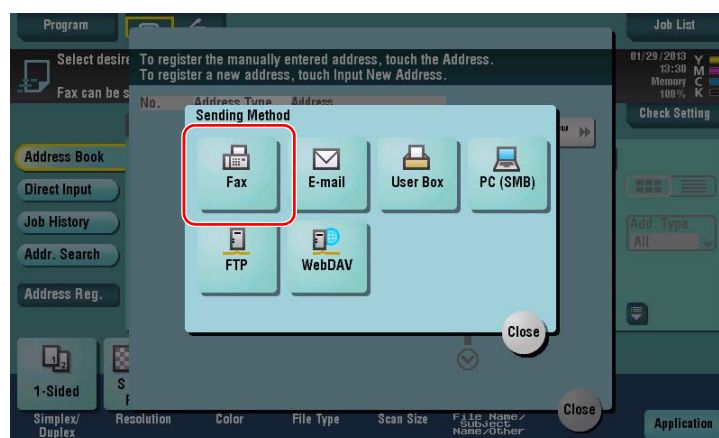 Program
Job List
Select desire
Fax can be s
To register the manually entered address, touch the Address.
To register a new address, touch Input New Address.
01/29/2013
13:30
Memory
100%
Y
M
C
K
No.
Address Type
Address
Check Setting
Sending Method
Fax
E-mail
User Box
PC (SMB)
FTP
WebDAV
Close
Address Book
Direct Input
Job History
Addr. Search
Address Reg.
Add. Type
All
1-Sided
S
Close
Simplex/
Duplex
Resolution
Color
File Type
Scan Size
File Name/
Subject
Name/Other
Application